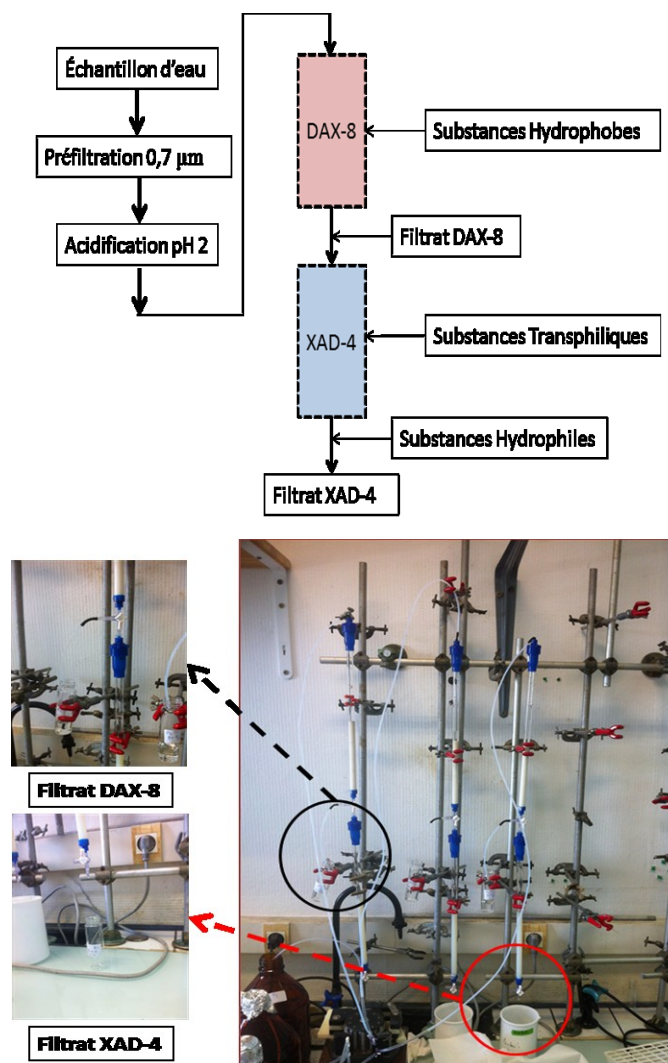 Échantillon d'eau
Préfiltration 0,7 µm
Acidification pH 2
DAX-8
Substances Hydrophobes
Filtrat DAX-8
XAD-4
Substances Transphiliques
Substances Hydrophiles
Filtrat XAD-4
Filtrat DAX-8
Filtrat XAD-4